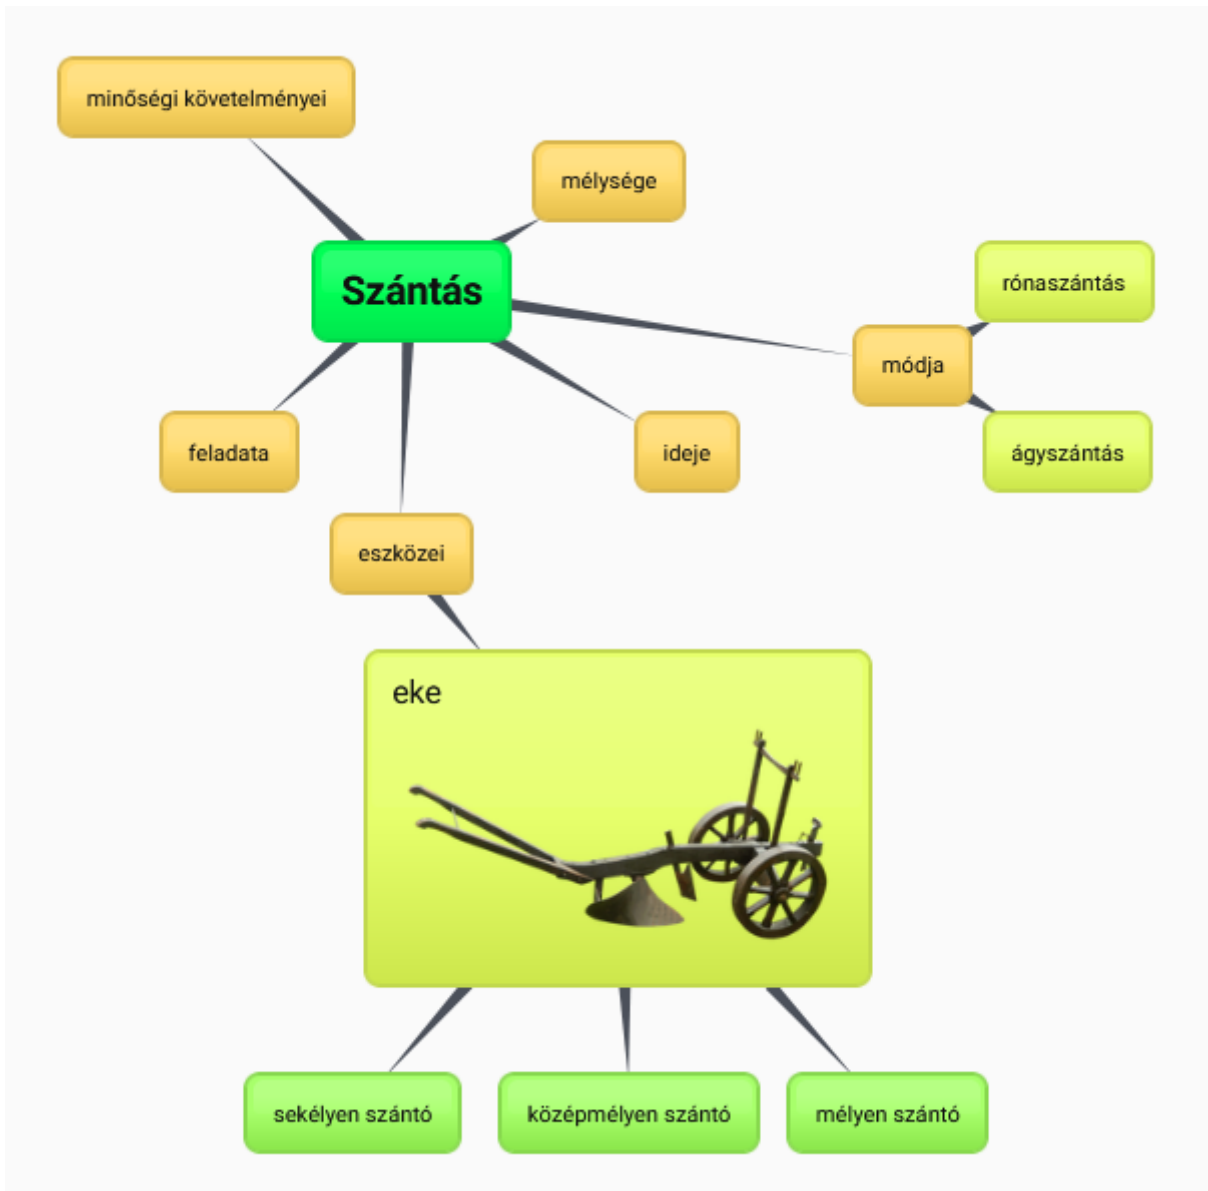 minőségi követelményei
mélysége
Szántás
rónaszántás
módja
feladata
ideje
ágyszántás
eszközei
eke
sekélyen szántó
középmélyen szántó
mélyen szántó